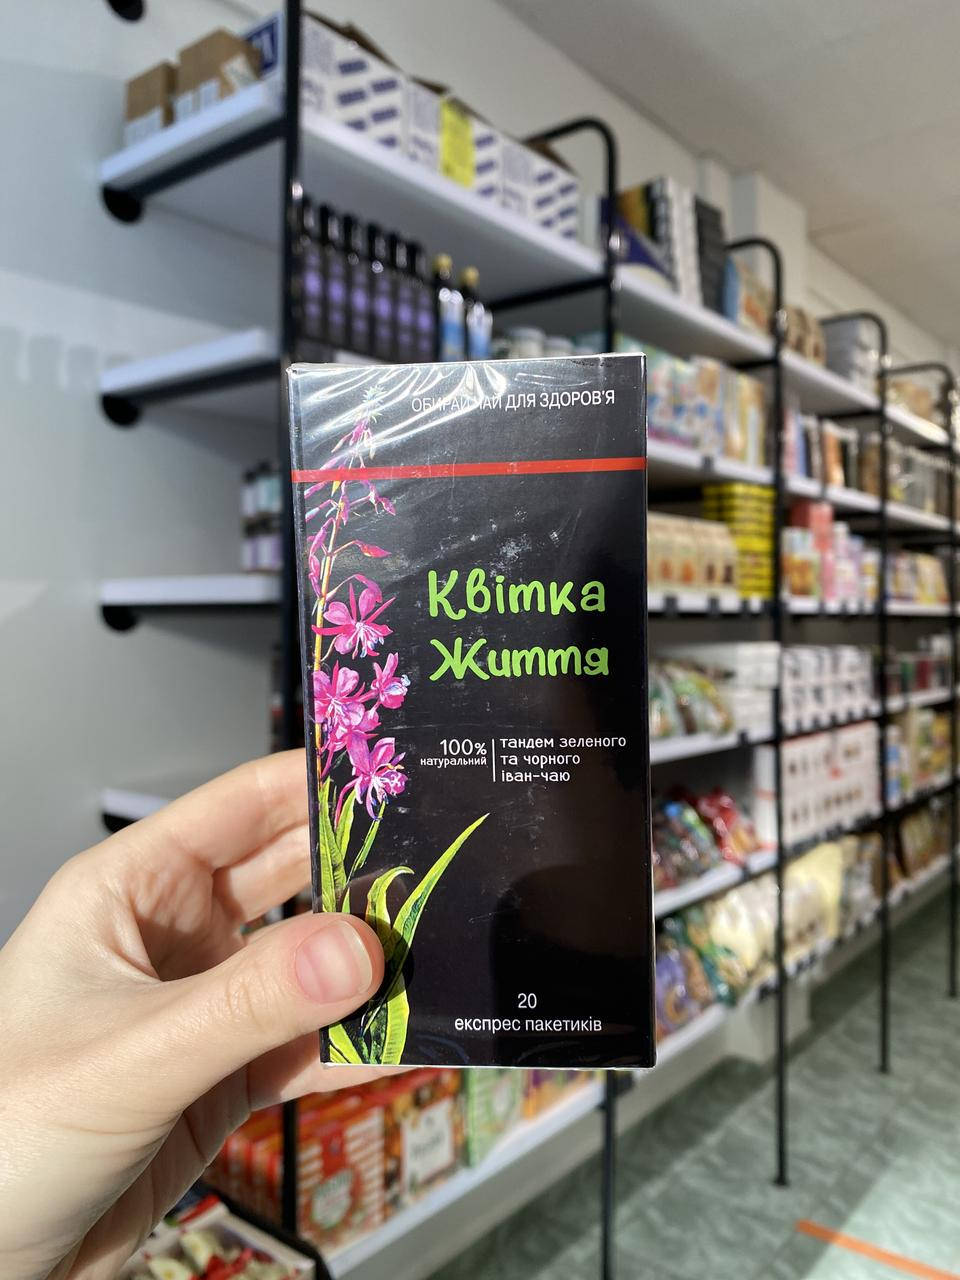 ОБИРАЙ ЧАЙ ДЛЯ ЗДОРОВ'Я
Квітка
Життя
100%
натуральний
тандем зеленого
та чорного
іван-чаю
20
експрес пакетиків